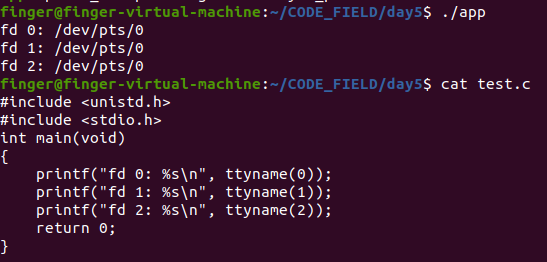 finger@finger-virtual-machine:~/CODE_FIELD/day5$ ./app
fd 0: /dev/pts/0
fd 1: /dev/pts/0
fd 2: /dev/pts/0
finger@finger-virtual-machine:~/CODE_FIELD/day5$ cat test.c
#include <unistd.h>
#include <stdio.h>
int main(void)
{
    printf("fd 0: %s\n", ttyname(0));
    printf("fd 1: %s\n", ttyname(1));
    printf("fd 2: %s\n", ttyname(2));
    return 0;
}